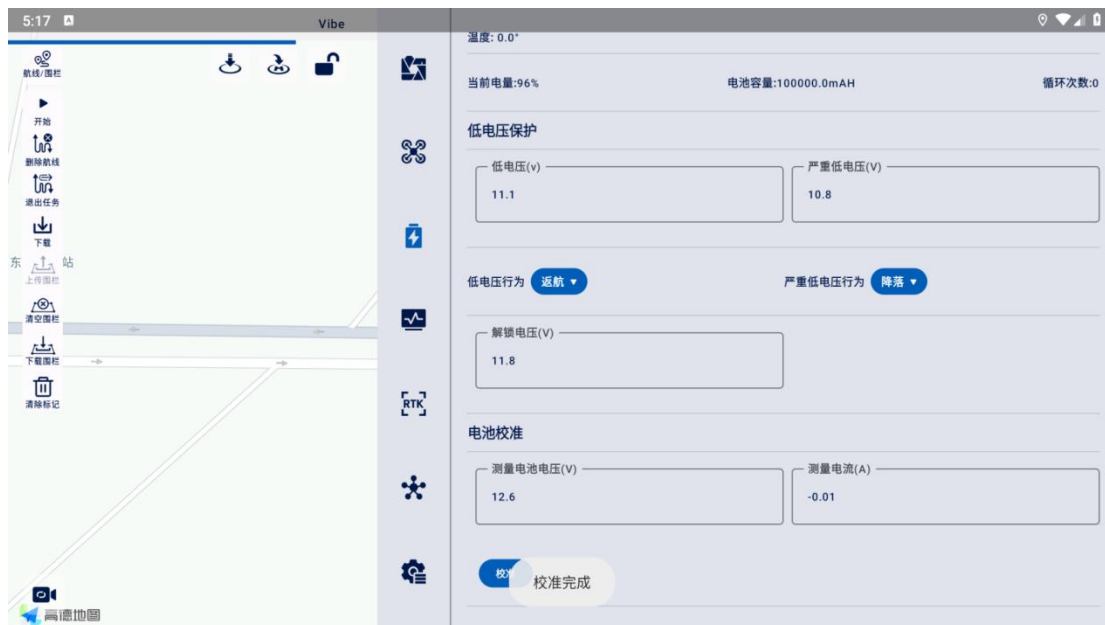 5:17 A
Vibe
航线/围栏
开始
删除航线
退出任务
下载
东 站
上传围栏
清空围栏
下载围栏
清除标记
高德地图
RTK
温度: 0.0°
当前电量:96% 电池容量:100000.0mAH 循环次数:0
低电压保护
低电压(v) 严重低电压(V)
11.1 10.8
低电压行为 返航 ▼ 严重低电压行为 降落 ▼
解锁电压(V)
11.8
电池校准
测量电池电压(V) 测量电流(A)
12.6 -0.01
校
校准完成